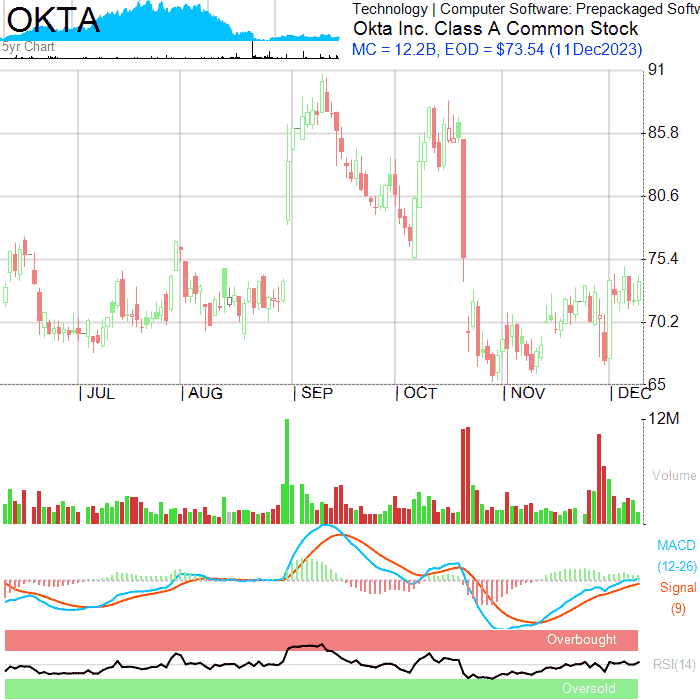 OKTA
5yr Chart
Technology | Computer Software: Prepackaged Softw
Okta Inc. Class A Common Stock
MC = 12.2B, EOD = $73.54 (11Dec2023)
91
85.8
80.6
75.4
70.2
65
| JUL | AUG | SEP | OCT | NOV | DEC
12M
Volume
MACD
(12-26)
Signal
(9)
Overbought
RSI(14)
Oversold